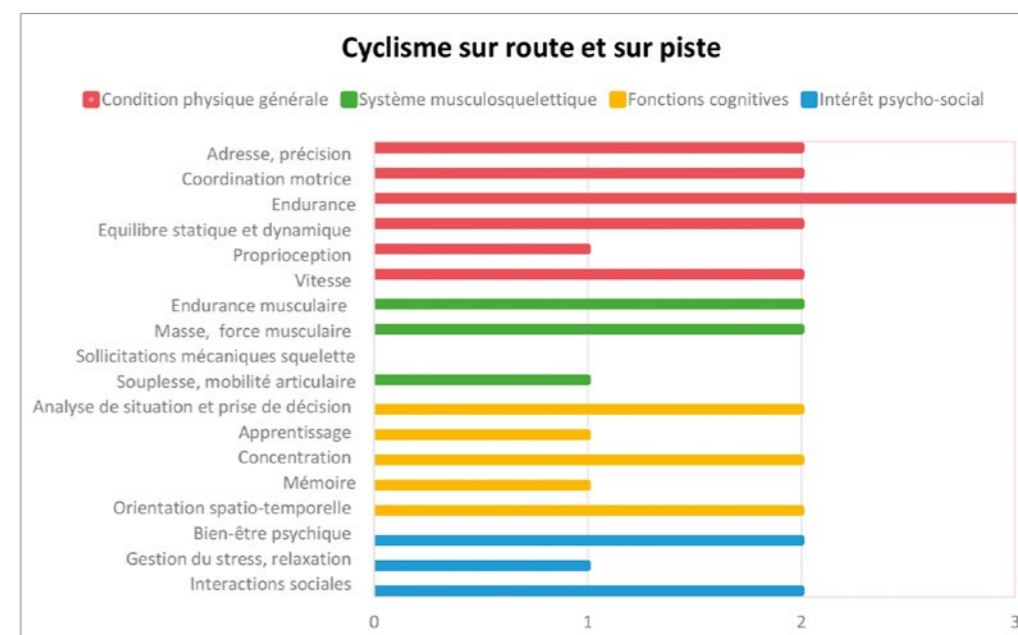 Cyclisme sur route et sur piste
Condition physique générale Système musculosquelettique Fonctions cognitives Intérêt psycho-social
Adresse, précision
Coordination motrice
Endurance
Equilibre statique et dynamique
Proprioception
Vitesse
Endurance musculaire
Masse, force musculaire
Sollicitations mécaniques squelette
Souplesse, mobilité articulaire
Analyse de situation et prise de décision
Apprentissage
Concentration
Mémoire
Orientation spatio-temporelle
Bien-être psychique
Gestion du stress, relaxation
Interactions sociales
0 1 2 3